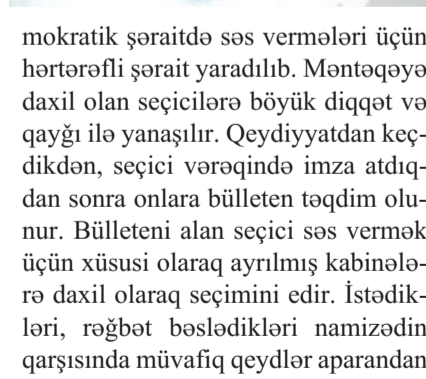 mokratik şəraitdə səs vermələri üçün
hərtərəfli şərait yaradılıb. Məntəqəyə
daxil olan seçicilərə böyük diqqət və
qayğı ilə yanaşılır. Qeydiyyatdan keç-
dikdən, seçici vərəqində imza atdıq-
dan sonra onlara bülleten təqdim olu-
nur. Bülleteni alan seçici səs vermək
üçün xüsusi olaraq ayrılmış kabinələ-
rə daxil olaraq seçimini edir. İstədik-
ləri, rəğbət bəslədikləri namizədin
qarşısında müvafiq qeydlər aparandan